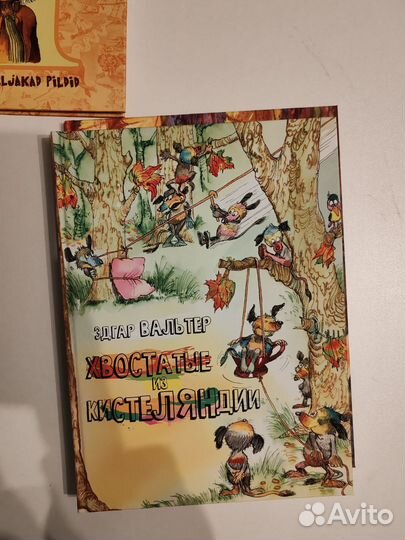 LJAKAD PILDID
ЭДГАР ВАЛЬТЕР
ХВОСТАТЫЕ
ИЗ
КИСТЕЛЯНДИИ
Avito